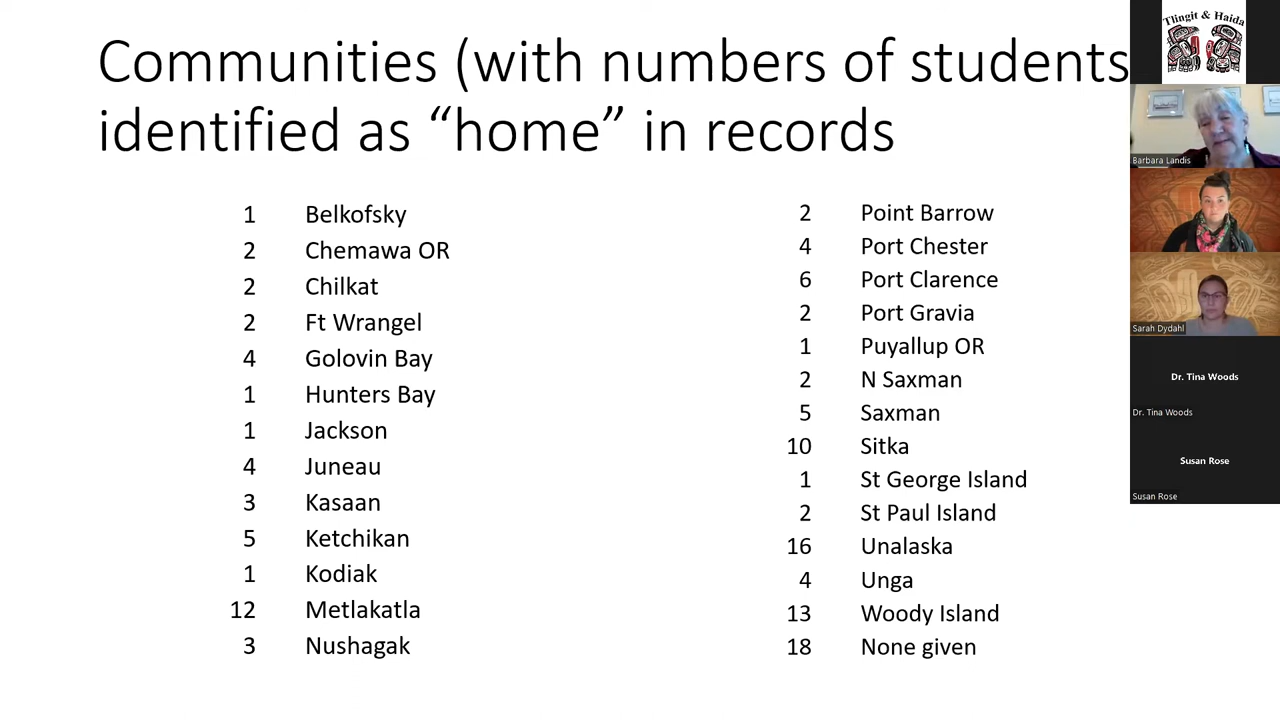 Communities (with numbers of students
identified as “home” in records
1 Belkofsky
2 Chemawa OR
2 Chilkat
2 Ft Wrangel
4 Golovin Bay
1 Hunters Bay
1 Jackson
4 Juneau
3 Kasaan
5 Ketchikan
1 Kodiak
12 Metlakatla
3 Nushagak
2 Point Barrow
4 Port Chester
6 Port Clarence
2 Port Gravia
1 Puyallup OR
2 N Saxman
5 Saxman
10 Sitka
1 St George Island
2 St Paul Island
16 Unalaska
4 Unga
13 Woody Island
18 None given
Tlingit & Haida
Barbara Landis
Sarah Dydahl
Dr. Tina Woods
Dr. Tina Woods
Susan Rose
Susan Rose